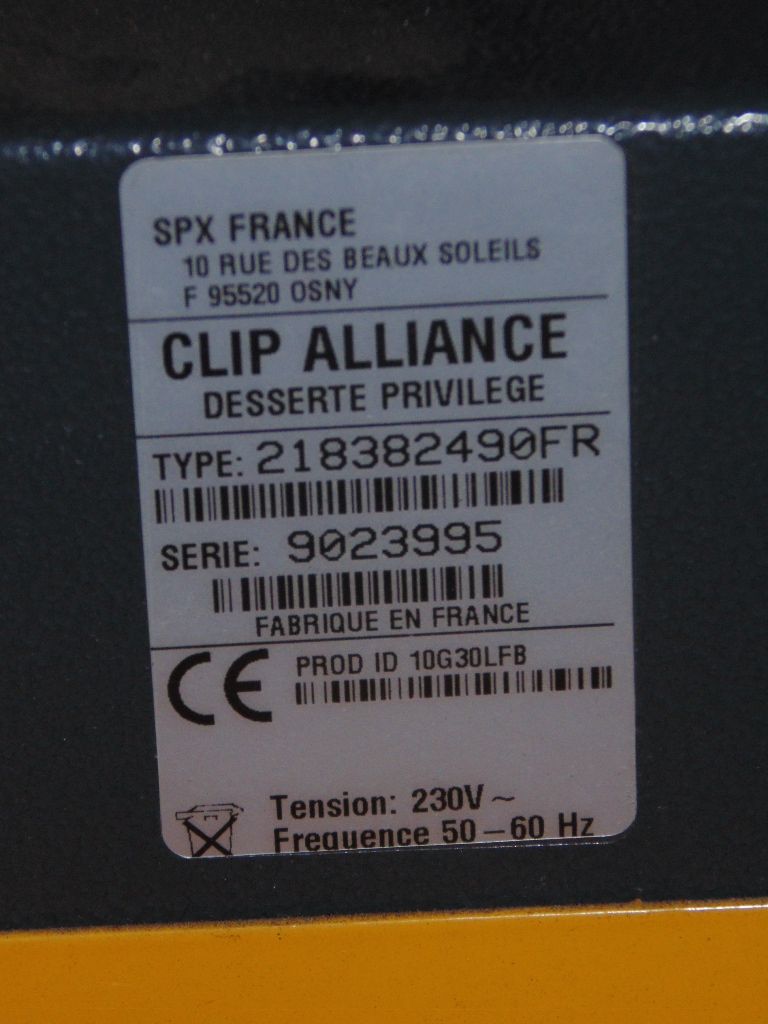 SPX FRANCE
10 RUE DES BEAUX SOLEILS
F 95520 OSNY
CLIP ALLIANCE
DESSERTE PRIVILEGE
TYPE: 218382490FR
SERIE: 9023995
FABRIQUE EN FRANCE
CE PROD ID 10G30LFB
Tension: 230V~
Frequence 50–60 Hz